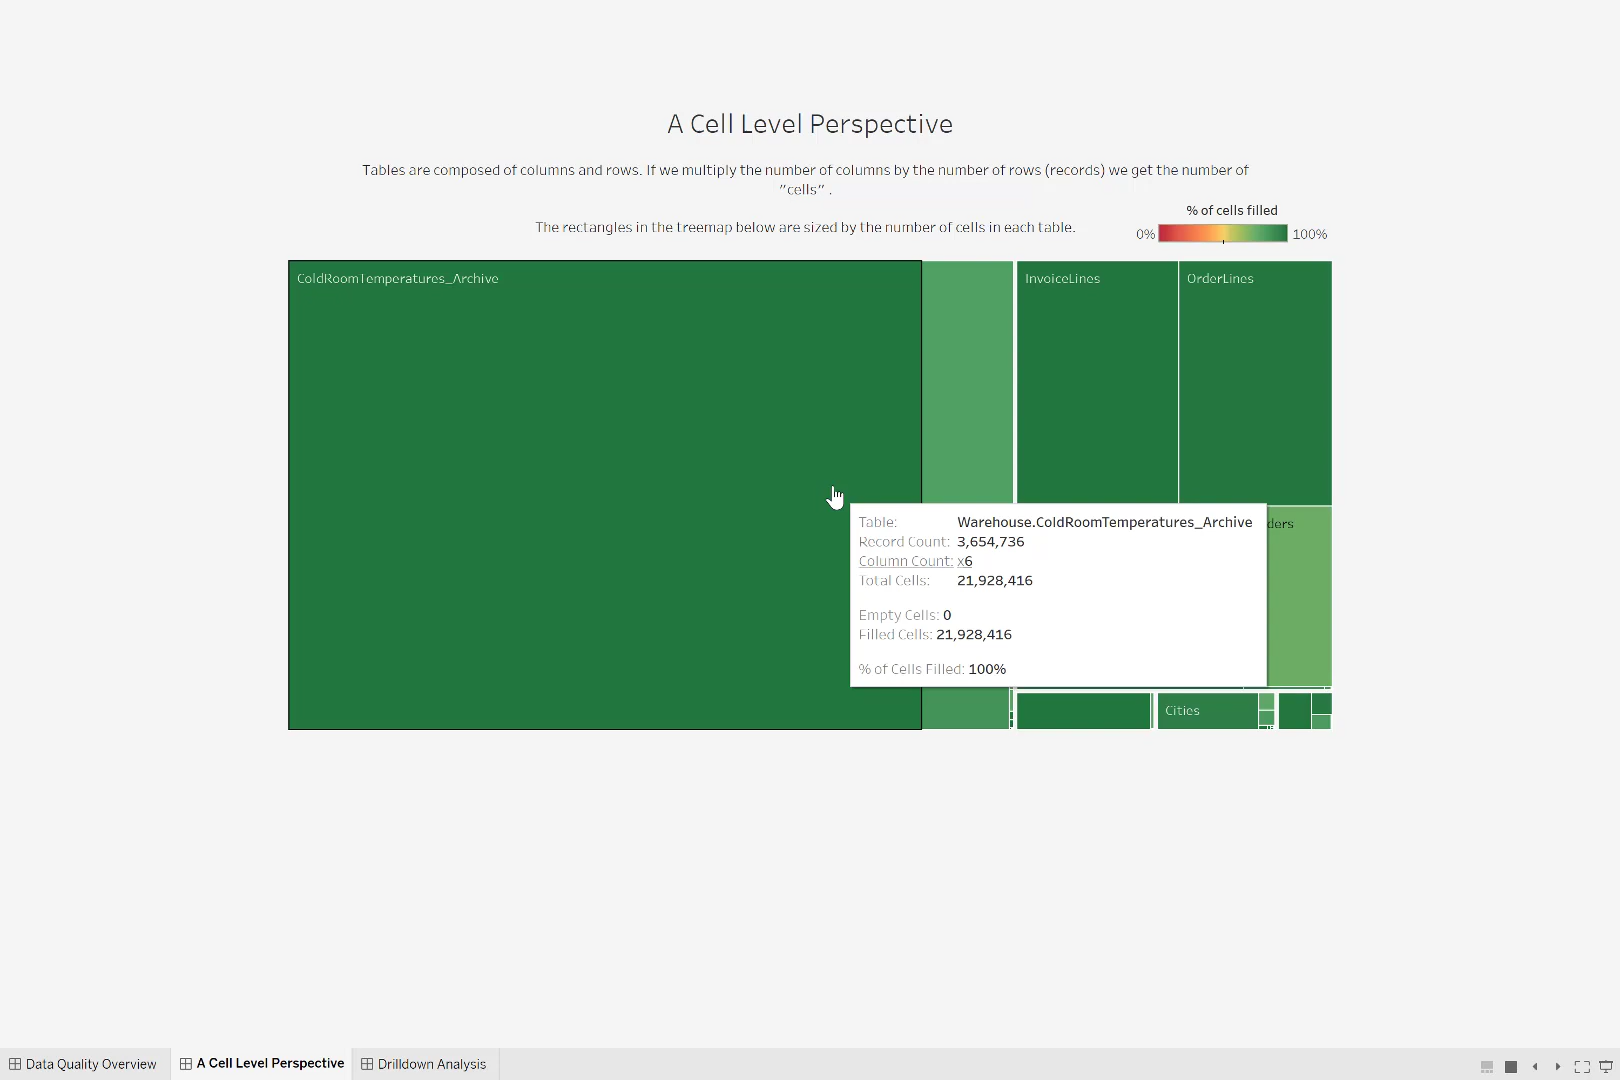 A Cell Level Perspective
Tables are composed of columns and rows. If we multiply the number of columns by the number of rows (records) we get the number of
"cells" .
% of cells filled
The rectangles in the treemap below are sized by the number of cells in each table.
0%
100%
ColdRoomTemperatures_Archive
InvoiceLines
OrderLines
Table: Warehouse.ColdRoomTemperatures_Archive
Record Count: 3,654,736
Column Count: x6
Total Cells: 21,928,416
Empty Cells: 0
Filled Cells: 21,928,416
% of Cells Filled: 100%
ders
Cities
Data Quality Overview
A Cell Level Perspective
Drilldown Analysis